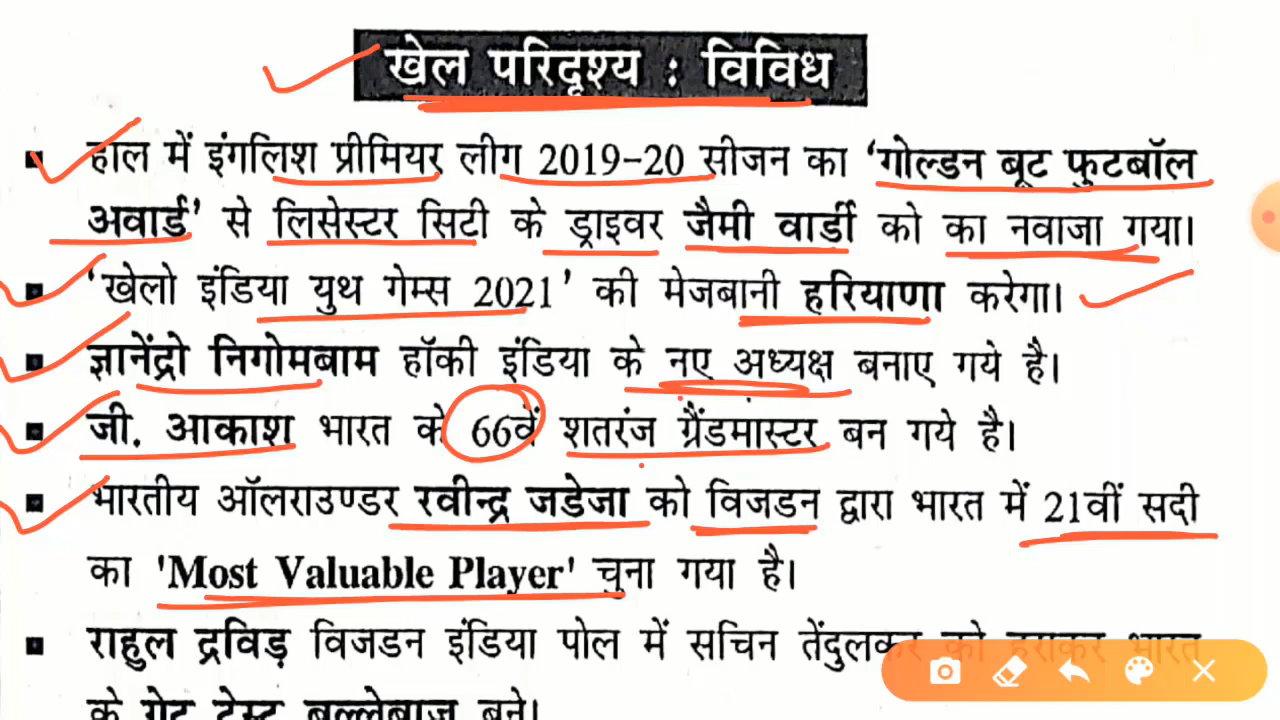 खेल परिदृश्य : विविध
हाल में इंगलिश प्रीमियर लीग 2019-20 सीजन का ‘गोल्डन बूट फुटबॉल
अवार्ड’ से लिसेस्टर सिटी के ड्राइवर जैमी वार्डी को का नवाजा गया।
‘खेलो इंडिया युथ गेम्स 2021’ की मेजबानी हरियाणा करेगा।
ज्ञानेंद्रो निगोमबाम हॉकी इंडिया के नए अध्यक्ष बनाए गये है।
जी. आकाश भारत के 66वें शतरंज ग्रैंडमास्टर बन गये है।
भारतीय ऑलराउण्डर रवीन्द्र जडेजा को विजडन द्वारा भारत में 21वीं सदी
का 'Most Valuable Player' चुना गया है।
राहुल द्रविड़ विजडन इंडिया पोल में सचिन तेंदुलकर को हराकर भारत
के ग्रेट टेस्ट बल्लेबाज बने।